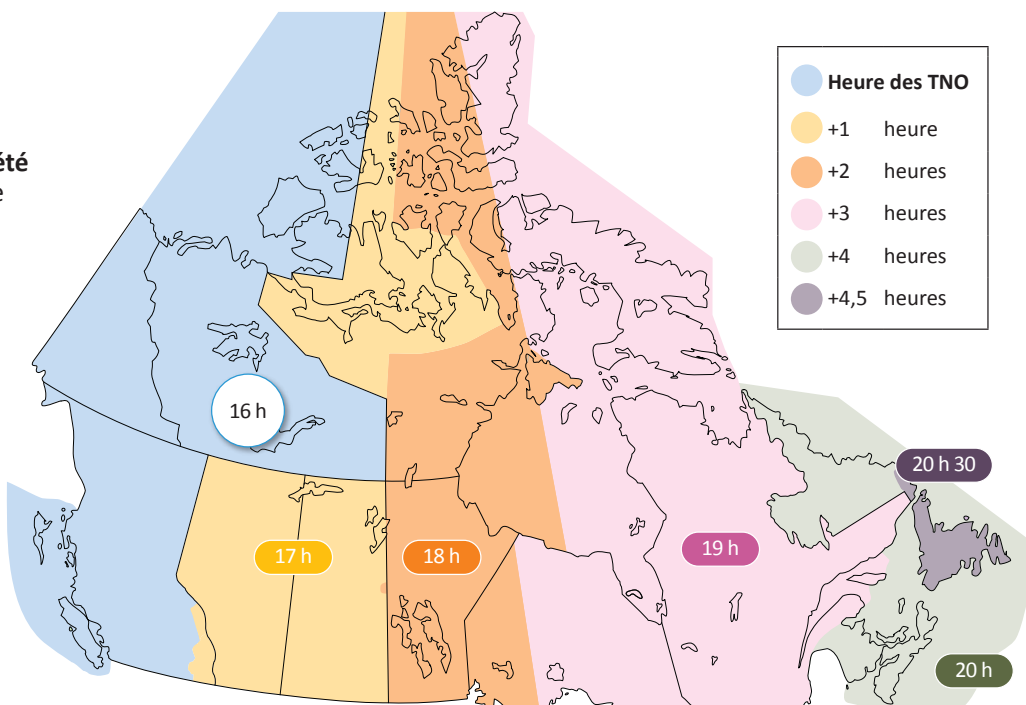 été
e
Heure des TNO
+1 heure
+2 heures
+3 heures
+4 heures
+4,5 heures
16 h
20 h 30
17 h
18 h
19 h
20 h